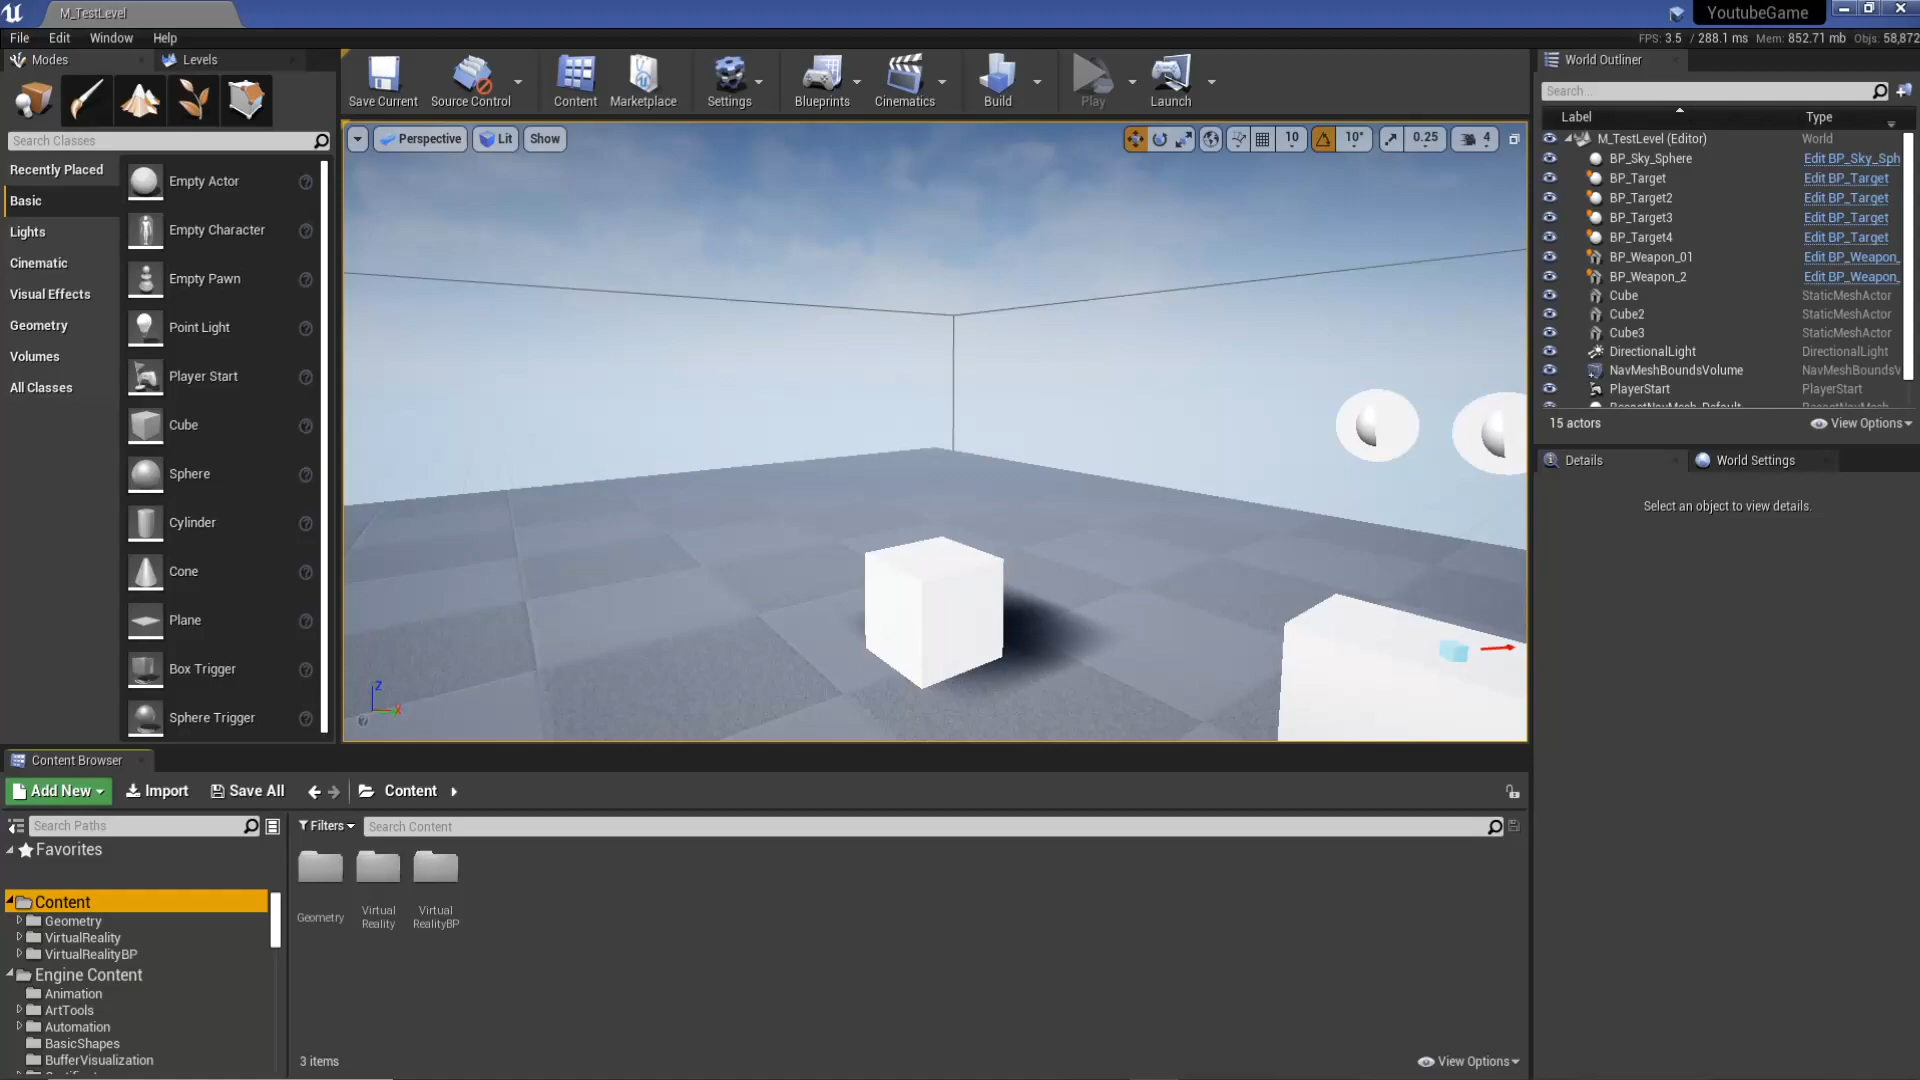 M_TestLevel
YoutubeGame
File Edit Window Help
FPS: 3.5 / 288.1 ms Mem: 852.71 mb Objs: 58,872
Modes
Levels
Search Classes
Recently Placed
Basic
Lights
Cinematic
Visual Effects
Geometry
Volumes
All Classes
Empty Actor
Empty Character
Empty Pawn
Point Light
Player Start
Cube
Sphere
Cylinder
Cone
Plane
Box Trigger
Sphere Trigger
Save Current
Source Control
Content
Marketplace
Settings
Blueprints
Cinematics
Build
Play
Launch
Perspective
Lit
Show
10
10°
0.25
4
Z
X
World Outliner
Search...
Label Type
M_TestLevel (Editor) World
BP_Sky_Sphere Edit BP_Sky_Sph
BP_Target Edit BP_Target
BP_Target2 Edit BP_Target
BP_Target3 Edit BP_Target
BP_Target4 Edit BP_Target
BP_Weapon_01 Edit BP_Weapon_
BP_Weapon_2 Edit BP_Weapon_
Cube StaticMeshActor
Cube2 StaticMeshActor
Cube3 StaticMeshActor
DirectionalLight DirectionalLight
NavMeshBoundsVolume NavMeshBoundsV
PlayerStart PlayerStart
15 actors
View Options
Details
World Settings
Select an object to view details.
Content Browser
Add New
Import
Save All
Content
Search Paths
Filters
Search Content
Favorites
Content
Geometry
VirtualReality
VirtualRealityBP
Engine Content
Animation
ArtTools
Automation
BasicShapes
BufferVisualization
Geometry
Virtual
Reality
Virtual
RealityBP
3 items
View Options